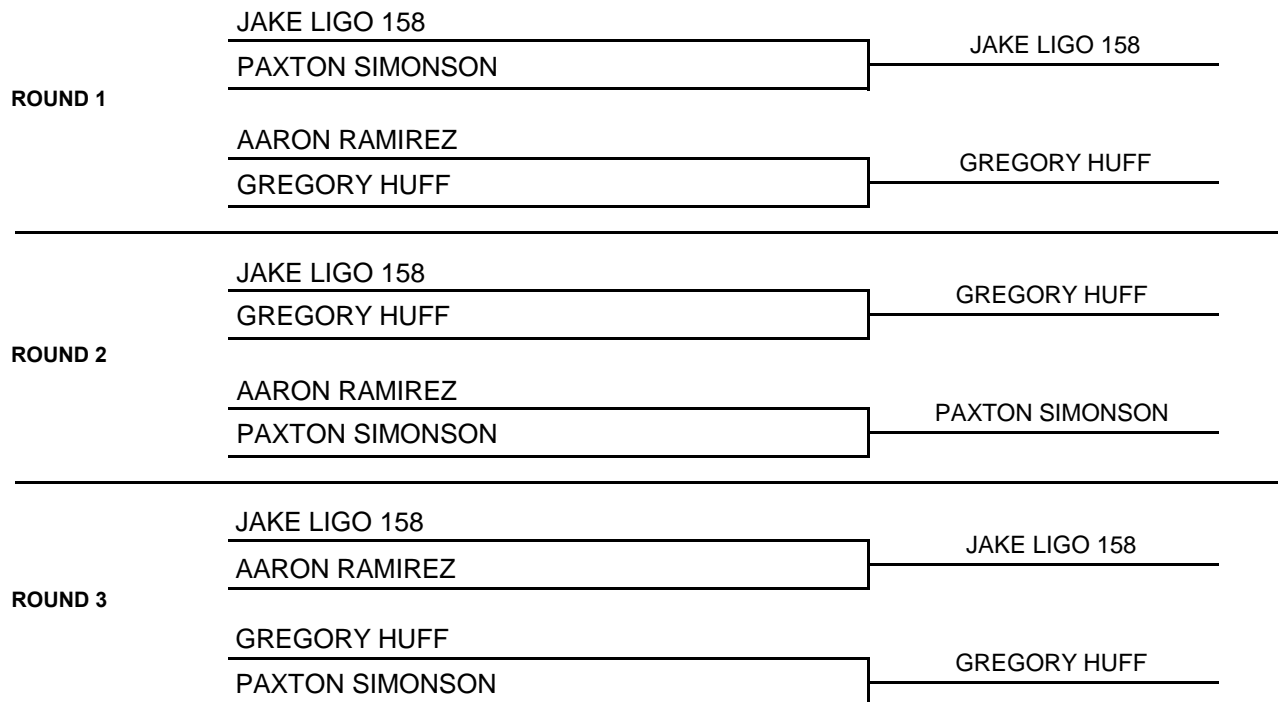 JAKE LIGO 158
JAKE LIGO 158
PAXTON SIMONSON
ROUND 1
AARON RAMIREZ
GREGORY HUFF
GREGORY HUFF
JAKE LIGO 158
GREGORY HUFF
GREGORY HUFF
ROUND 2
AARON RAMIREZ
PAXTON SIMONSON
PAXTON SIMONSON
JAKE LIGO 158
JAKE LIGO 158
AARON RAMIREZ
ROUND 3
GREGORY HUFF
GREGORY HUFF
PAXTON SIMONSON